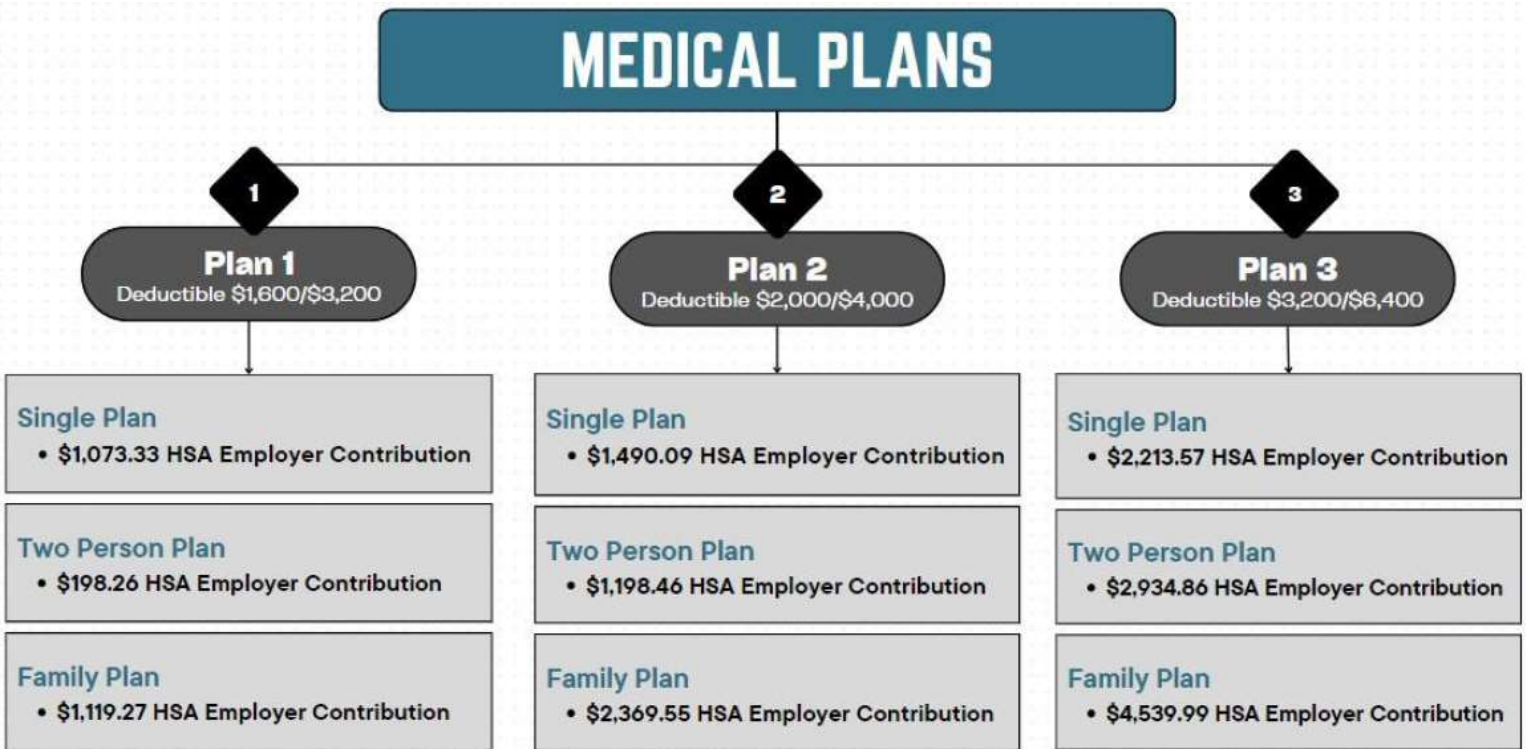 MEDICAL PLANS
1
Plan 1
Deductible $1,600/$3,200
Single Plan
• $1,073.33 HSA Employer Contribution
Two Person Plan
• $198.26 HSA Employer Contribution
Family Plan
• $1,119.27 HSA Employer Contribution
2
Plan 2
Deductible $2,000/$4,000
Single Plan
• $1,490.09 HSA Employer Contribution
Two Person Plan
• $1,198.46 HSA Employer Contribution
Family Plan
• $2,369.55 HSA Employer Contribution
3
Plan 3
Deductible $3,200/$6,400
Single Plan
• $2,213.57 HSA Employer Contribution
Two Person Plan
• $2,934.86 HSA Employer Contribution
Family Plan
• $4,539.99 HSA Employer Contribution